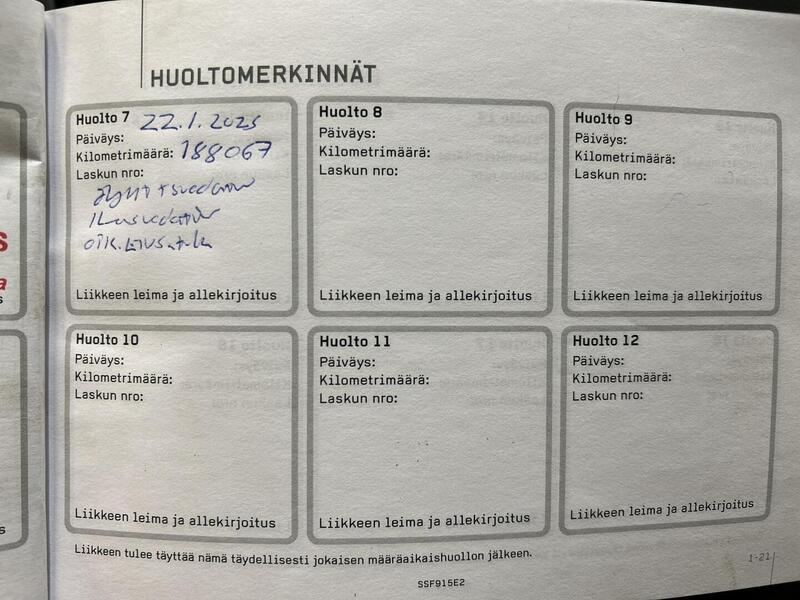 HUOLTOMERKINNÄT
Huolto 7 22.1.2025
Päiväys:
Kilometrimäärä: 188067
Laskun nro:
öljyt + suodatin
ilmasuodatin
oik.
Liikkeen leima ja allekirjoitus
Huolto 8
Päiväys:
Kilometrimäärä:
Laskun nro:
Liikkeen leima ja allekirjoitus
Huolto 9
Päiväys:
Kilometrimäärä:
Laskun nro:
Liikkeen leima ja allekirjoitus
Huolto 10
Päiväys:
Kilometrimäärä:
Laskun nro:
Liikkeen leima ja allekirjoitus
Huolto 11
Päiväys:
Kilometrimäärä:
Laskun nro:
Liikkeen leima ja allekirjoitus
Huolto 12
Päiväys:
Kilometrimäärä:
Laskun nro:
Liikkeen leima ja allekirjoitus
Liikkeen tulee täyttää nämä täydellisesti jokaisen määräaikaishuollon jälkeen.
1-21
SSF915E2